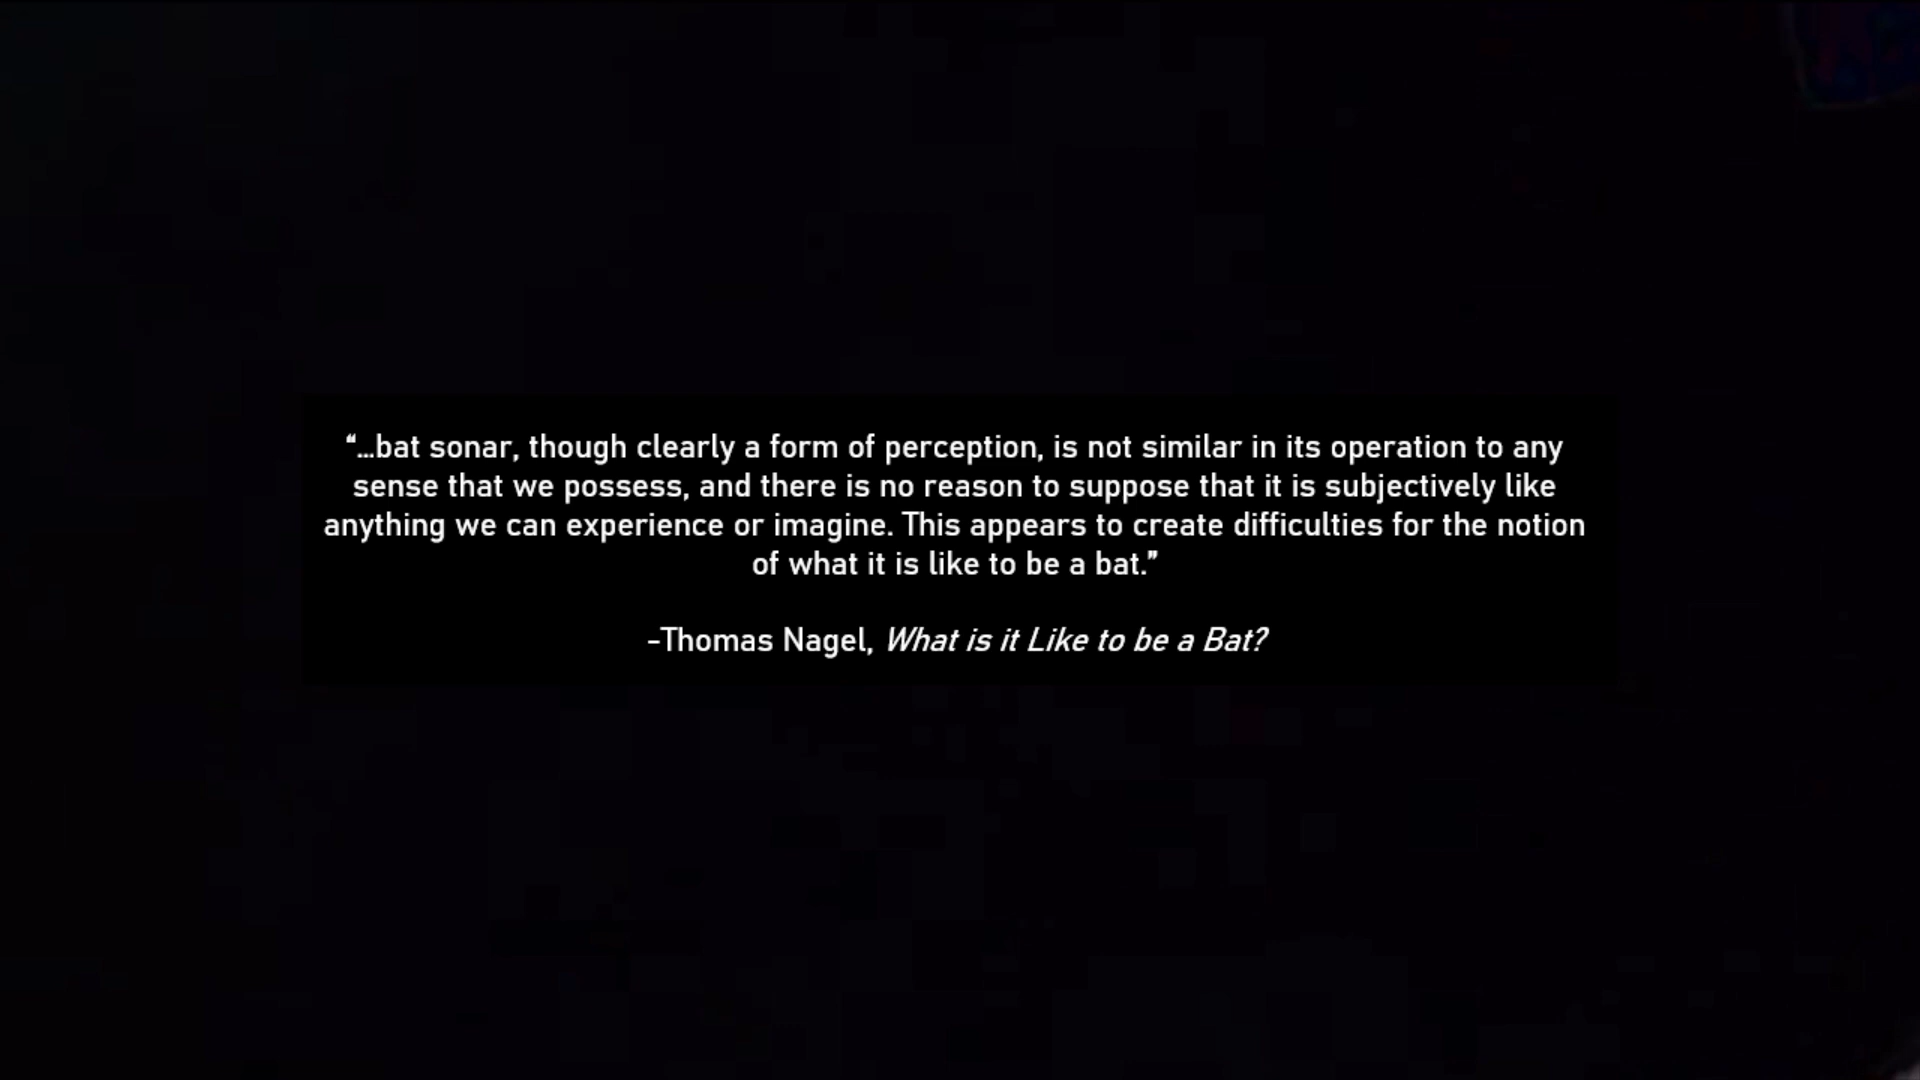 “…bat sonar, though clearly a form of perception, is not similar in its operation to any
sense that we possess, and there is no reason to suppose that it is subjectively like
anything we can experience or imagine. This appears to create difficulties for the notion
of what it is like to be a bat.”
-Thomas Nagel, What is it Like to be a Bat?